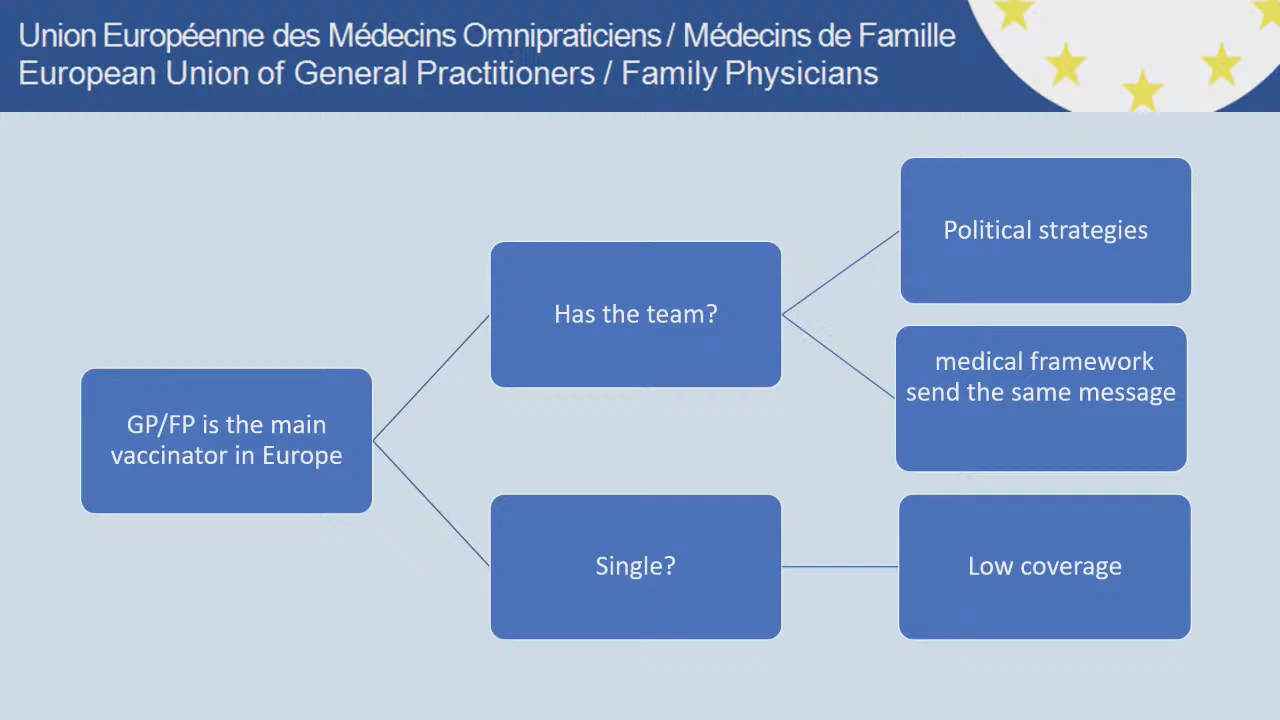 Union Européenne des Médecins Omnipraticiens / Médecins de Famille
European Union of General Practitioners / Family Physicians
GP/FP is the main
vaccinator in Europe
Has the team?
Single?
Political strategies
medical framework
send the same message
Low coverage